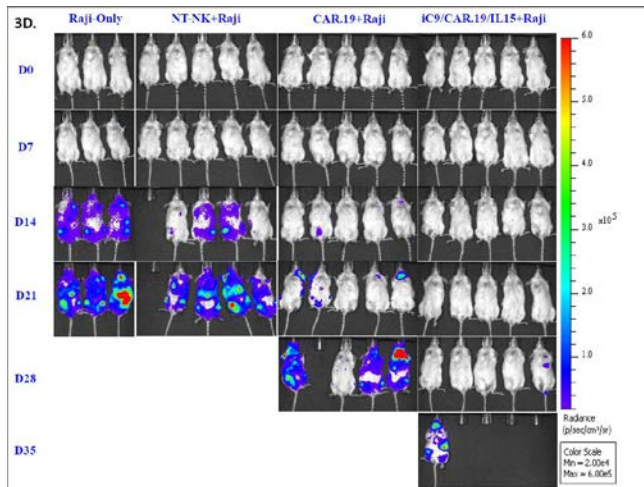 3D.
Raji-Only NT-NK+Raji CAR.19+Raji iC9/CAR.19/IL15+Raji
D0
D7
D14
D21
D28
D35
6.0
5.0
4.0
3.0
x10⁵
2.0
1.0
Radiance
(p/sec/cm²/sr)
Color Scale
Min = 2.00e4
Max = 6.00e5